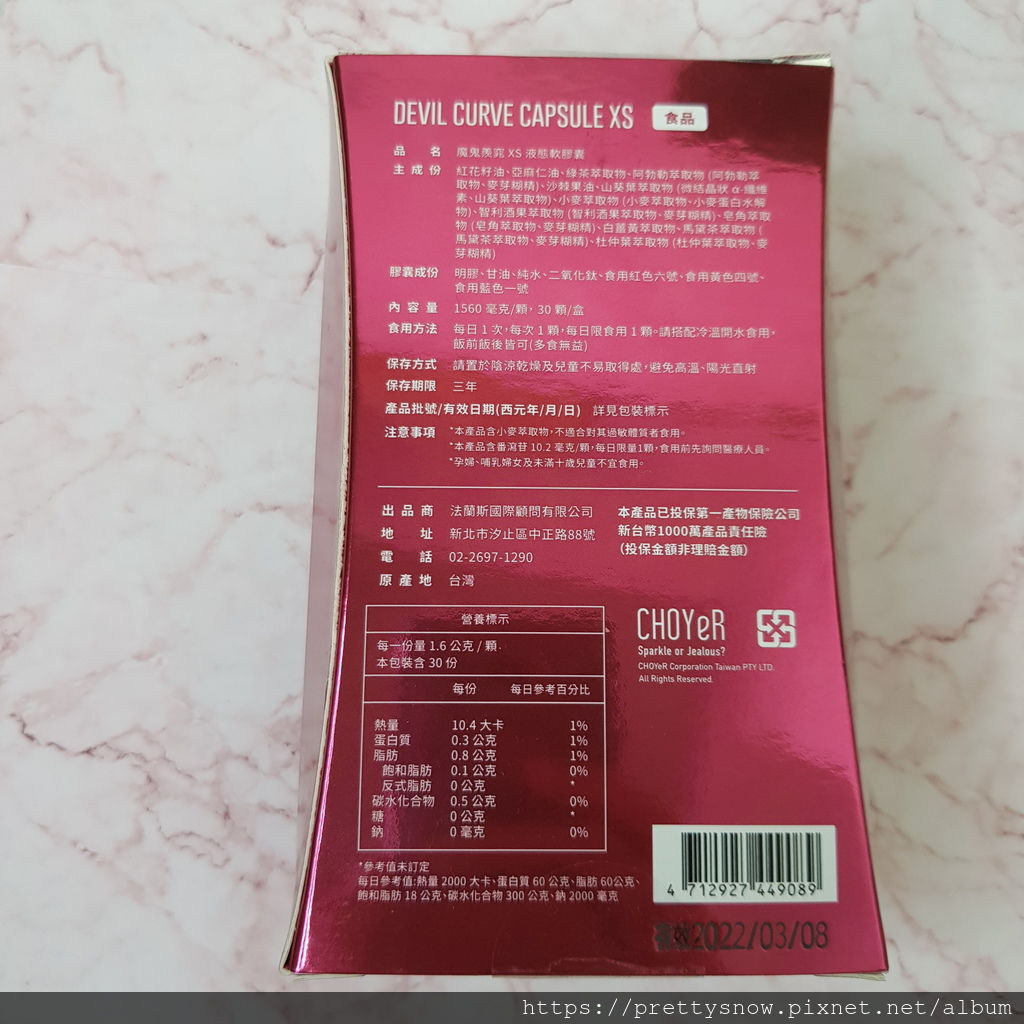 DEVIL CURVE CAPSULE XS 食品
品名 魔鬼羨窕 XS 液態軟膠囊
主成份 紅花籽油、亞麻仁油、綠茶萃取物、阿勃勒萃取物 (阿勃勒萃
取物、麥芽糊精)、沙棘果油、山葵葉萃取物 (微結晶狀 α-纖維
素、山葵葉萃取物)、小麥萃取物 (小麥萃取物、小麥蛋白水解
物)、智利酒果萃取物 (智利酒果萃取物、麥芽糊精)、皂角萃取
物 (皂角萃取物、麥芽糊精)、白薑黃萃取物、馬黛茶萃取物 (
馬黛茶萃取物、麥芽糊精)、杜仲葉萃取物 (杜仲葉萃取物、麥
芽糊精)
膠囊成份 明膠、甘油、純水、二氧化鈦、食用紅色六號、食用黃色四號、
食用藍色一號
內容量 1560 毫克/顆, 30 顆/盒
食用方法 每日 1 次,每次 1 顆,每日限食用 1 顆。請搭配冷溫開水食用,
飯前飯後皆可(多食無益)
保存方式 請置於陰涼乾燥及兒童不易取得處,避免高溫、陽光直射
保存期限 三年
產品批號/有效日期(西元年/月/日) 詳見包裝標示
注意事項 *本產品含小麥萃取物,不適合對其過敏體質者食用。
*本產品含番瀉苷 10.2 毫克/顆,每日限量1顆,食用前先詢問醫療人員。
*孕婦、哺乳婦女及未滿十歲兒童不宜食用。
出品商 法蘭斯國際顧問有限公司
地址 新北市汐止區中正路88號
電話 02-2697-1290
原產地 台灣
本產品已投保第一產物保險公司
新台幣1000萬產品責任險
(投保金額非理賠金額)
營養標示
每一份量 1.6 公克 / 顆
本包裝含 30 份
每份 每日參考百分比
熱量 10.4 大卡 1%
蛋白質 0.3 公克 1%
脂肪 0.8 公克 1%
飽和脂肪 0.1 公克 0%
反式脂肪 0 公克 *
碳水化合物 0.5 公克 0%
糖 0 公克 *
鈉 0 毫克 0%
*參考值未訂定
每日參考值:熱量 2000 大卡、蛋白質 60 公克、脂肪 60公克、
飽和脂肪 18 公克、碳水化合物 300 公克、鈉 2000 毫克
CHOYeR
Sparkle or Jealous?
CHOYeR Corporation Taiwan PTY LTD.
All Rights Reserved.
4 712927 449089
有效2022/03/08
https://prettysnow.pixnet.net/album